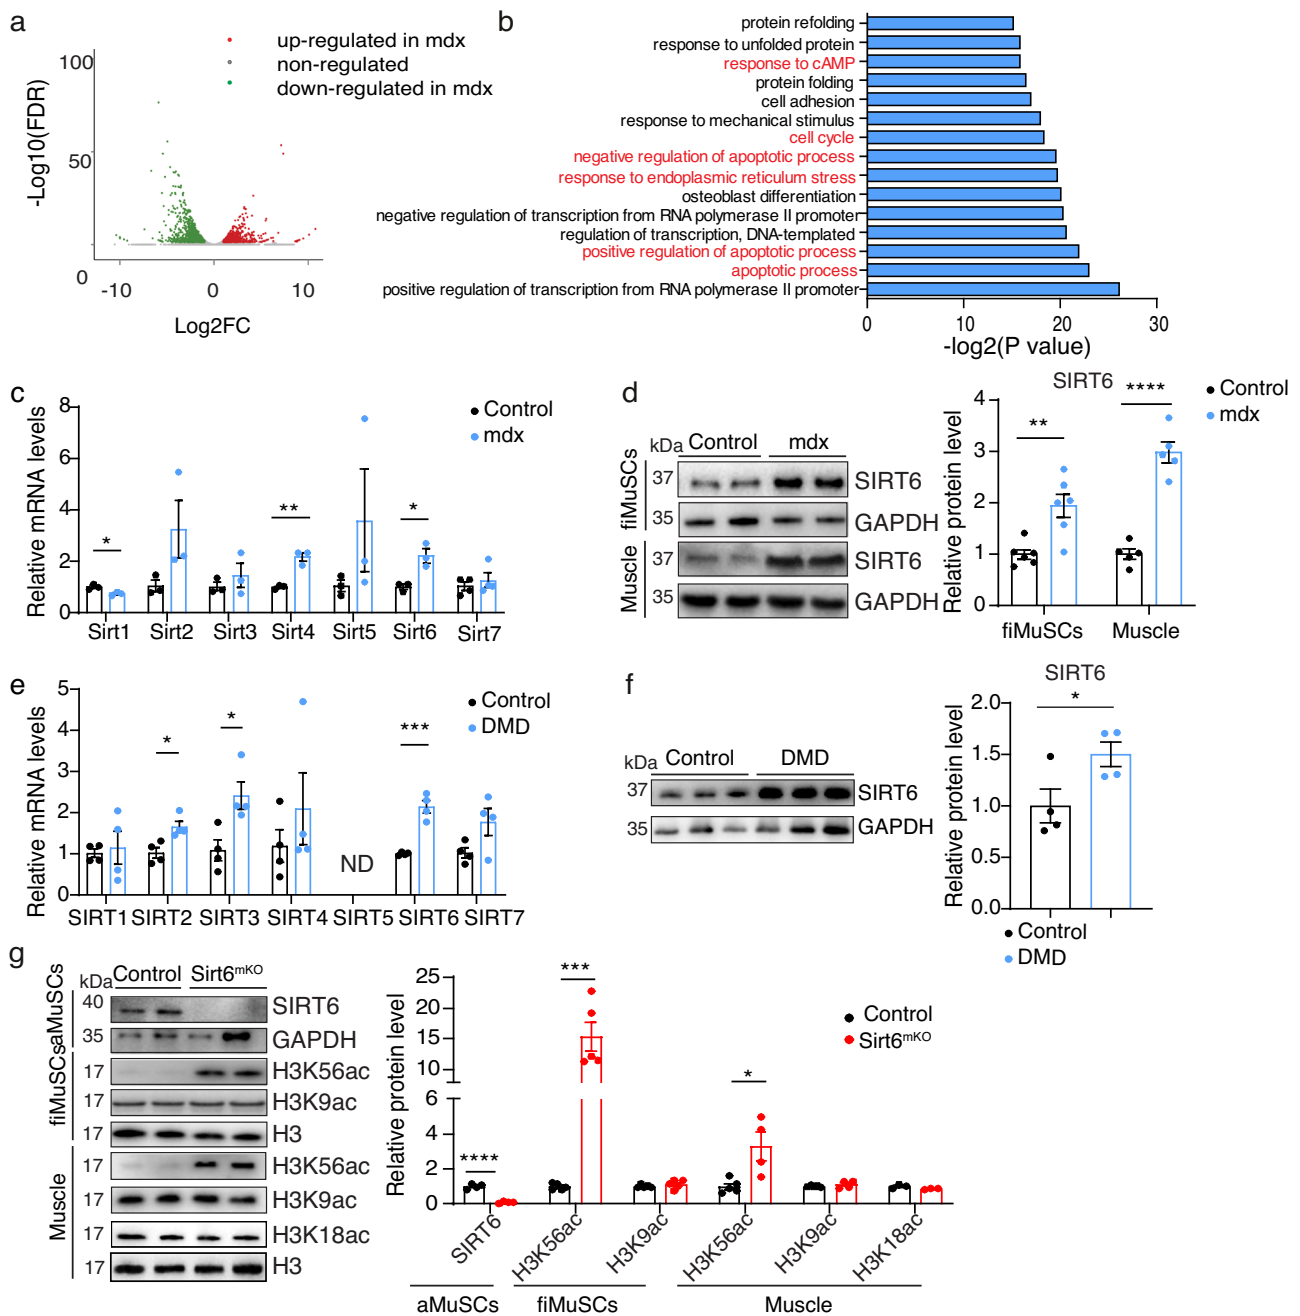 a
up-regulated in mdx
non-regulated
down-regulated in mdx
100
50
0
-Log10(FDR)
-10 0 10
Log2FC
b
protein refolding
response to unfolded protein
response to cAMP
protein folding
cell adhesion
response to mechanical stimulus
cell cycle
negative regulation of apoptotic process
response to endoplasmic reticulum stress
osteoblast differentiation
negative regulation of transcription from RNA polymerase II promoter
regulation of transcription, DNA-templated
positive regulation of apoptotic process
apoptotic process
positive regulation of transcription from RNA polymerase II promoter
0 10 20 30
-log2(P value)
c
Relative mRNA levels
8
6
4
2
0
Control
mdx
*
**
*
Sirt1 Sirt2 Sirt3 Sirt4 Sirt5 Sirt6 Sirt7
d
kDa Control mdx
fiMuSCs
37 SIRT6
35 GAPDH
Muscle
37 SIRT6
35 GAPDH
SIRT6
Relative protein level
4
3
2
1
0
**
****
Control
mdx
fiMuSCs Muscle
e
Relative mRNA levels
5
4
3
2
1
0
Control
DMD
*
*
***
ND
SIRT1 SIRT2 SIRT3 SIRT4 SIRT5 SIRT6 SIRT7
f
kDa Control DMD
37 SIRT6
35 GAPDH
SIRT6
Relative protein level
2.0
1.5
1.0
0.5
0.0
*
Control
DMD
g
kDa Control Sirt6mKO
aMuSCs
40 SIRT6
35 GAPDH
fiMuSCs
17 H3K56ac
17 H3K9ac
17 H3
Muscle
17 H3K56ac
17 H3K9ac
17 H3K18ac
17 H3
Relative protein level
25
20
15
10
6
4
2
0
****
***
*
Control
Sirt6mKO
SIRT6 H3K56ac H3K9ac H3K56ac H3K9ac H3K18ac
aMuSCs fiMuSCs Muscle